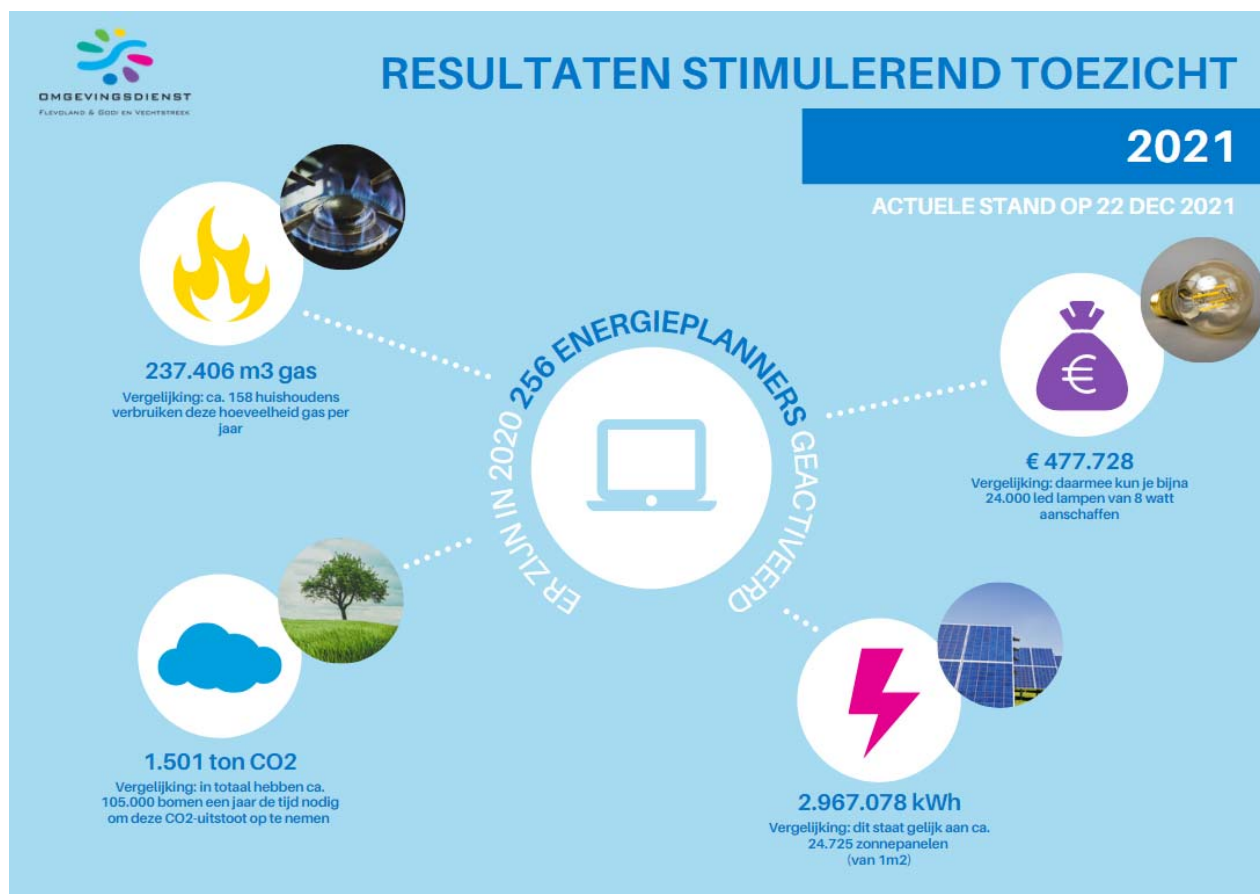 OMGEVINGSDIENST
FLEVOLAND & GOOI EN VECHTSTREEK
RESULTATEN STIMULEREND TOEZICHT
2021
ACTUELE STAND OP 22 DEC 2021
237.406 m3 gas
Vergelijking: ca. 158 huishoudens
verbruiken deze hoeveelheid gas per
jaar
ER ZIJN IN 2020 256 ENERGIEPLANNERS GEACTIVEERD
€ 477.728
Vergelijking: daarmee kun je bijna
24.000 led lampen van 8 watt
aanschaffen
1.501 ton CO2
Vergelijking: in totaal hebben ca.
105.000 bomen een jaar de tijd nodig
om deze CO2-uitstoot op te nemen
2.967.078 kWh
Vergelijking: dit staat gelijk aan ca.
24.725 zonnepanelen
(van 1m2)